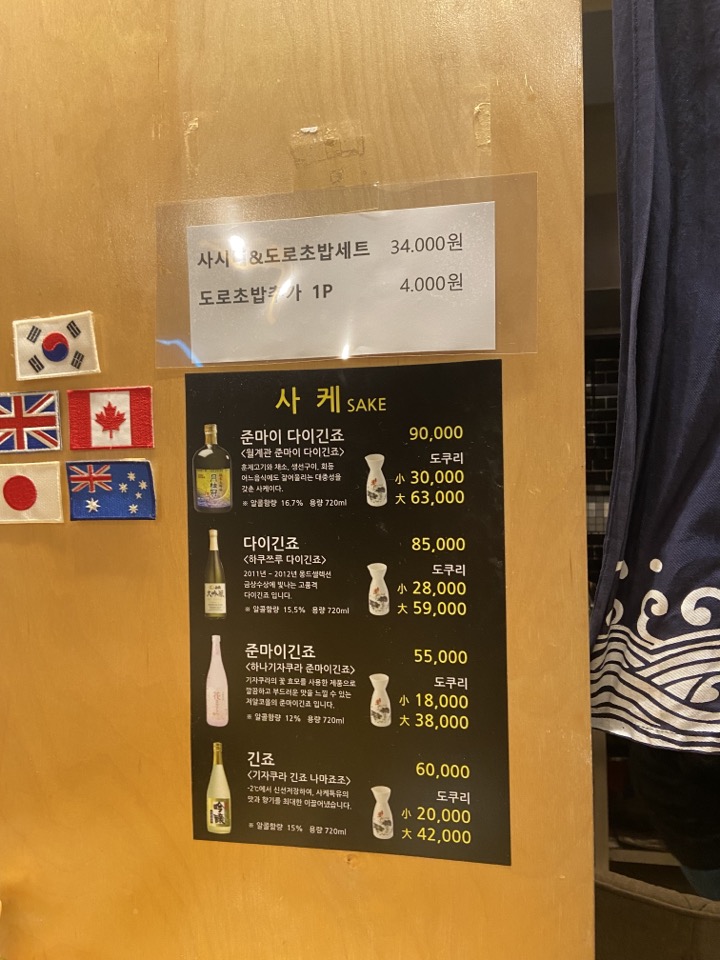 사시미&도로초밥세트 34.000원
도로초밥추가 1P 4.000원
사케 SAKE
준마이 다이긴죠 90,000
<월계관 준마이 다이긴죠>
훈제고기와 채소, 생선구이, 회등
어느음식에도 잘어울리는 대중성을
갖춘 사케이다.
※ 알콜함량 16.7% 용량 720ml
도쿠리
小 30,000
大 63,000
다이긴죠 85,000
<하쿠쯔루 다이긴죠>
2011년 - 2012년 몽드쎌렉션
금상수상에 빛나는 고품격
다이긴죠 입니다.
※ 알콜함량 15.5% 용량 720ml
도쿠리
小 28,000
大 59,000
준마이긴죠 55,000
<하나기자쿠라 준마이긴죠>
기자쿠라의 꽃 효모를 사용한 제품으로
깔끔하고 부드러운 맛을 느낄 수 있는
저알코올의 준마이긴죠 입니다.
※ 알콜함량 12% 용량 720ml
도쿠리
小 18,000
大 38,000
긴죠 60,000
<기자쿠라 긴죠 나마죠조>
-2℃에서 신선저장하여, 사케특유의
맛과 향기를 최대한 이끌어냈습니다.
※ 알콜함량 15% 용량 720ml
도쿠리
小 20,000
大 42,000